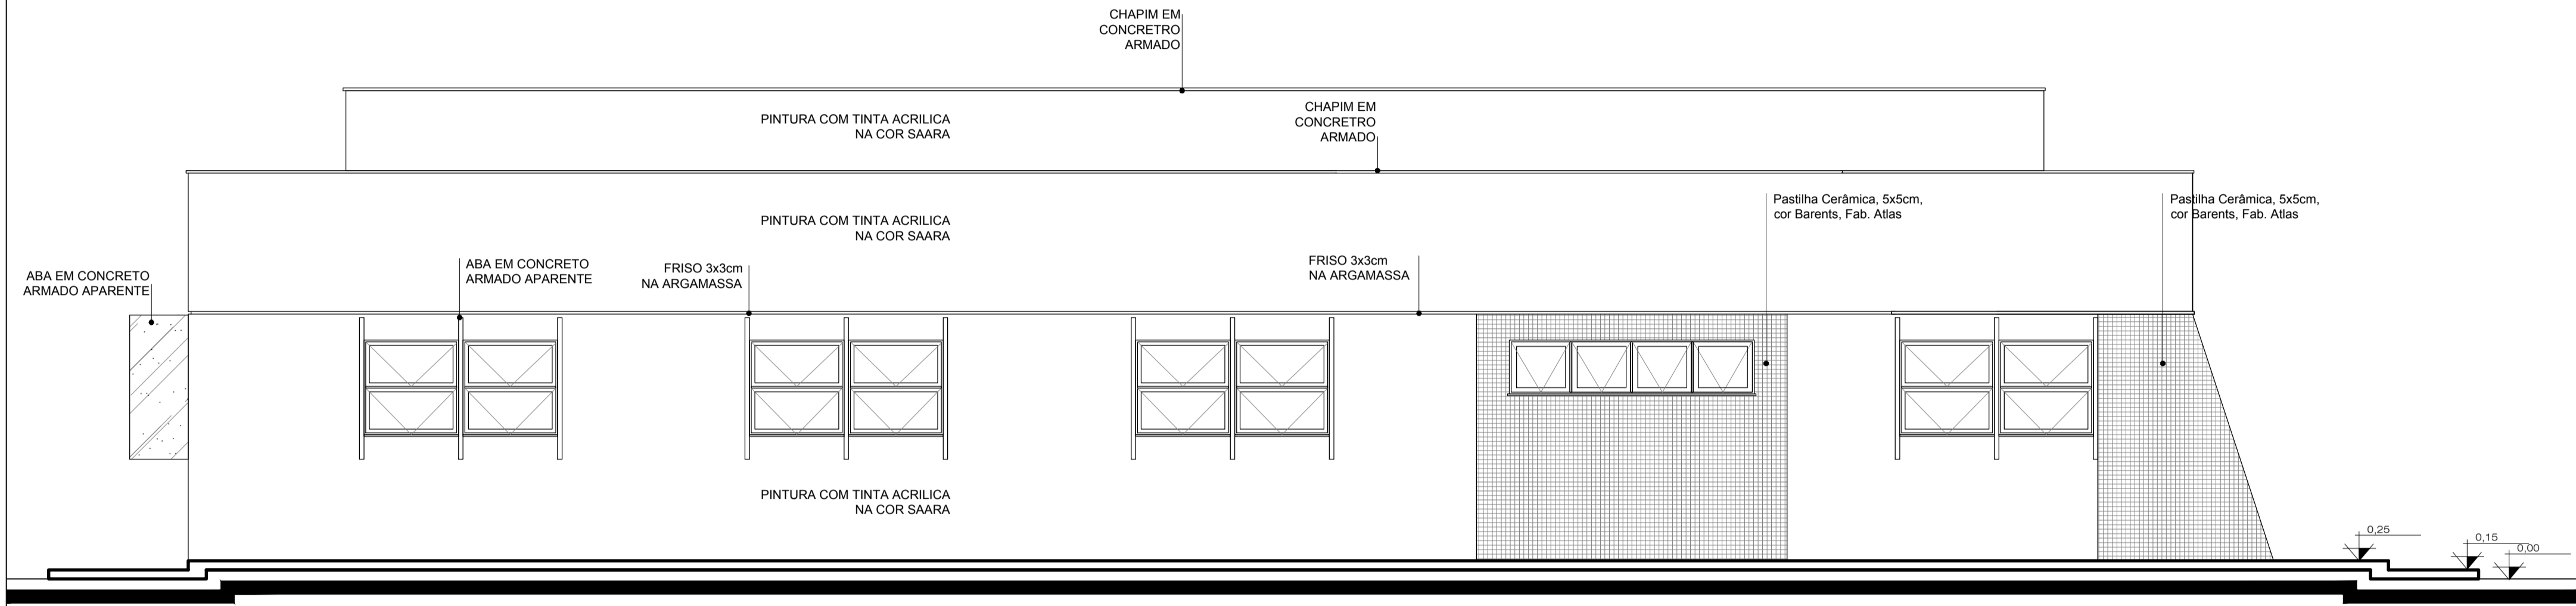 CHAPIM EM
CONCRETRO
ARMADO
PINTURA COM TINTA ACRILICA
NA COR SAARA
CHAPIM EM
CONCRETRO
ARMADO
PINTURA COM TINTA ACRILICA
NA COR SAARA
Pastilha Cerâmica, 5x5cm,
cor Barents, Fab. Atlas
Pastilha Cerâmica, 5x5cm,
cor Barents, Fab. Atlas
ABA EM CONCRETO
ARMADO APARENTE
ABA EM CONCRETO
ARMADO APARENTE
FRISO 3x3cm
NA ARGAMASSA
FRISO 3x3cm
NA ARGAMASSA
PINTURA COM TINTA ACRILICA
NA COR SAARA
0,25
0,15
0,00